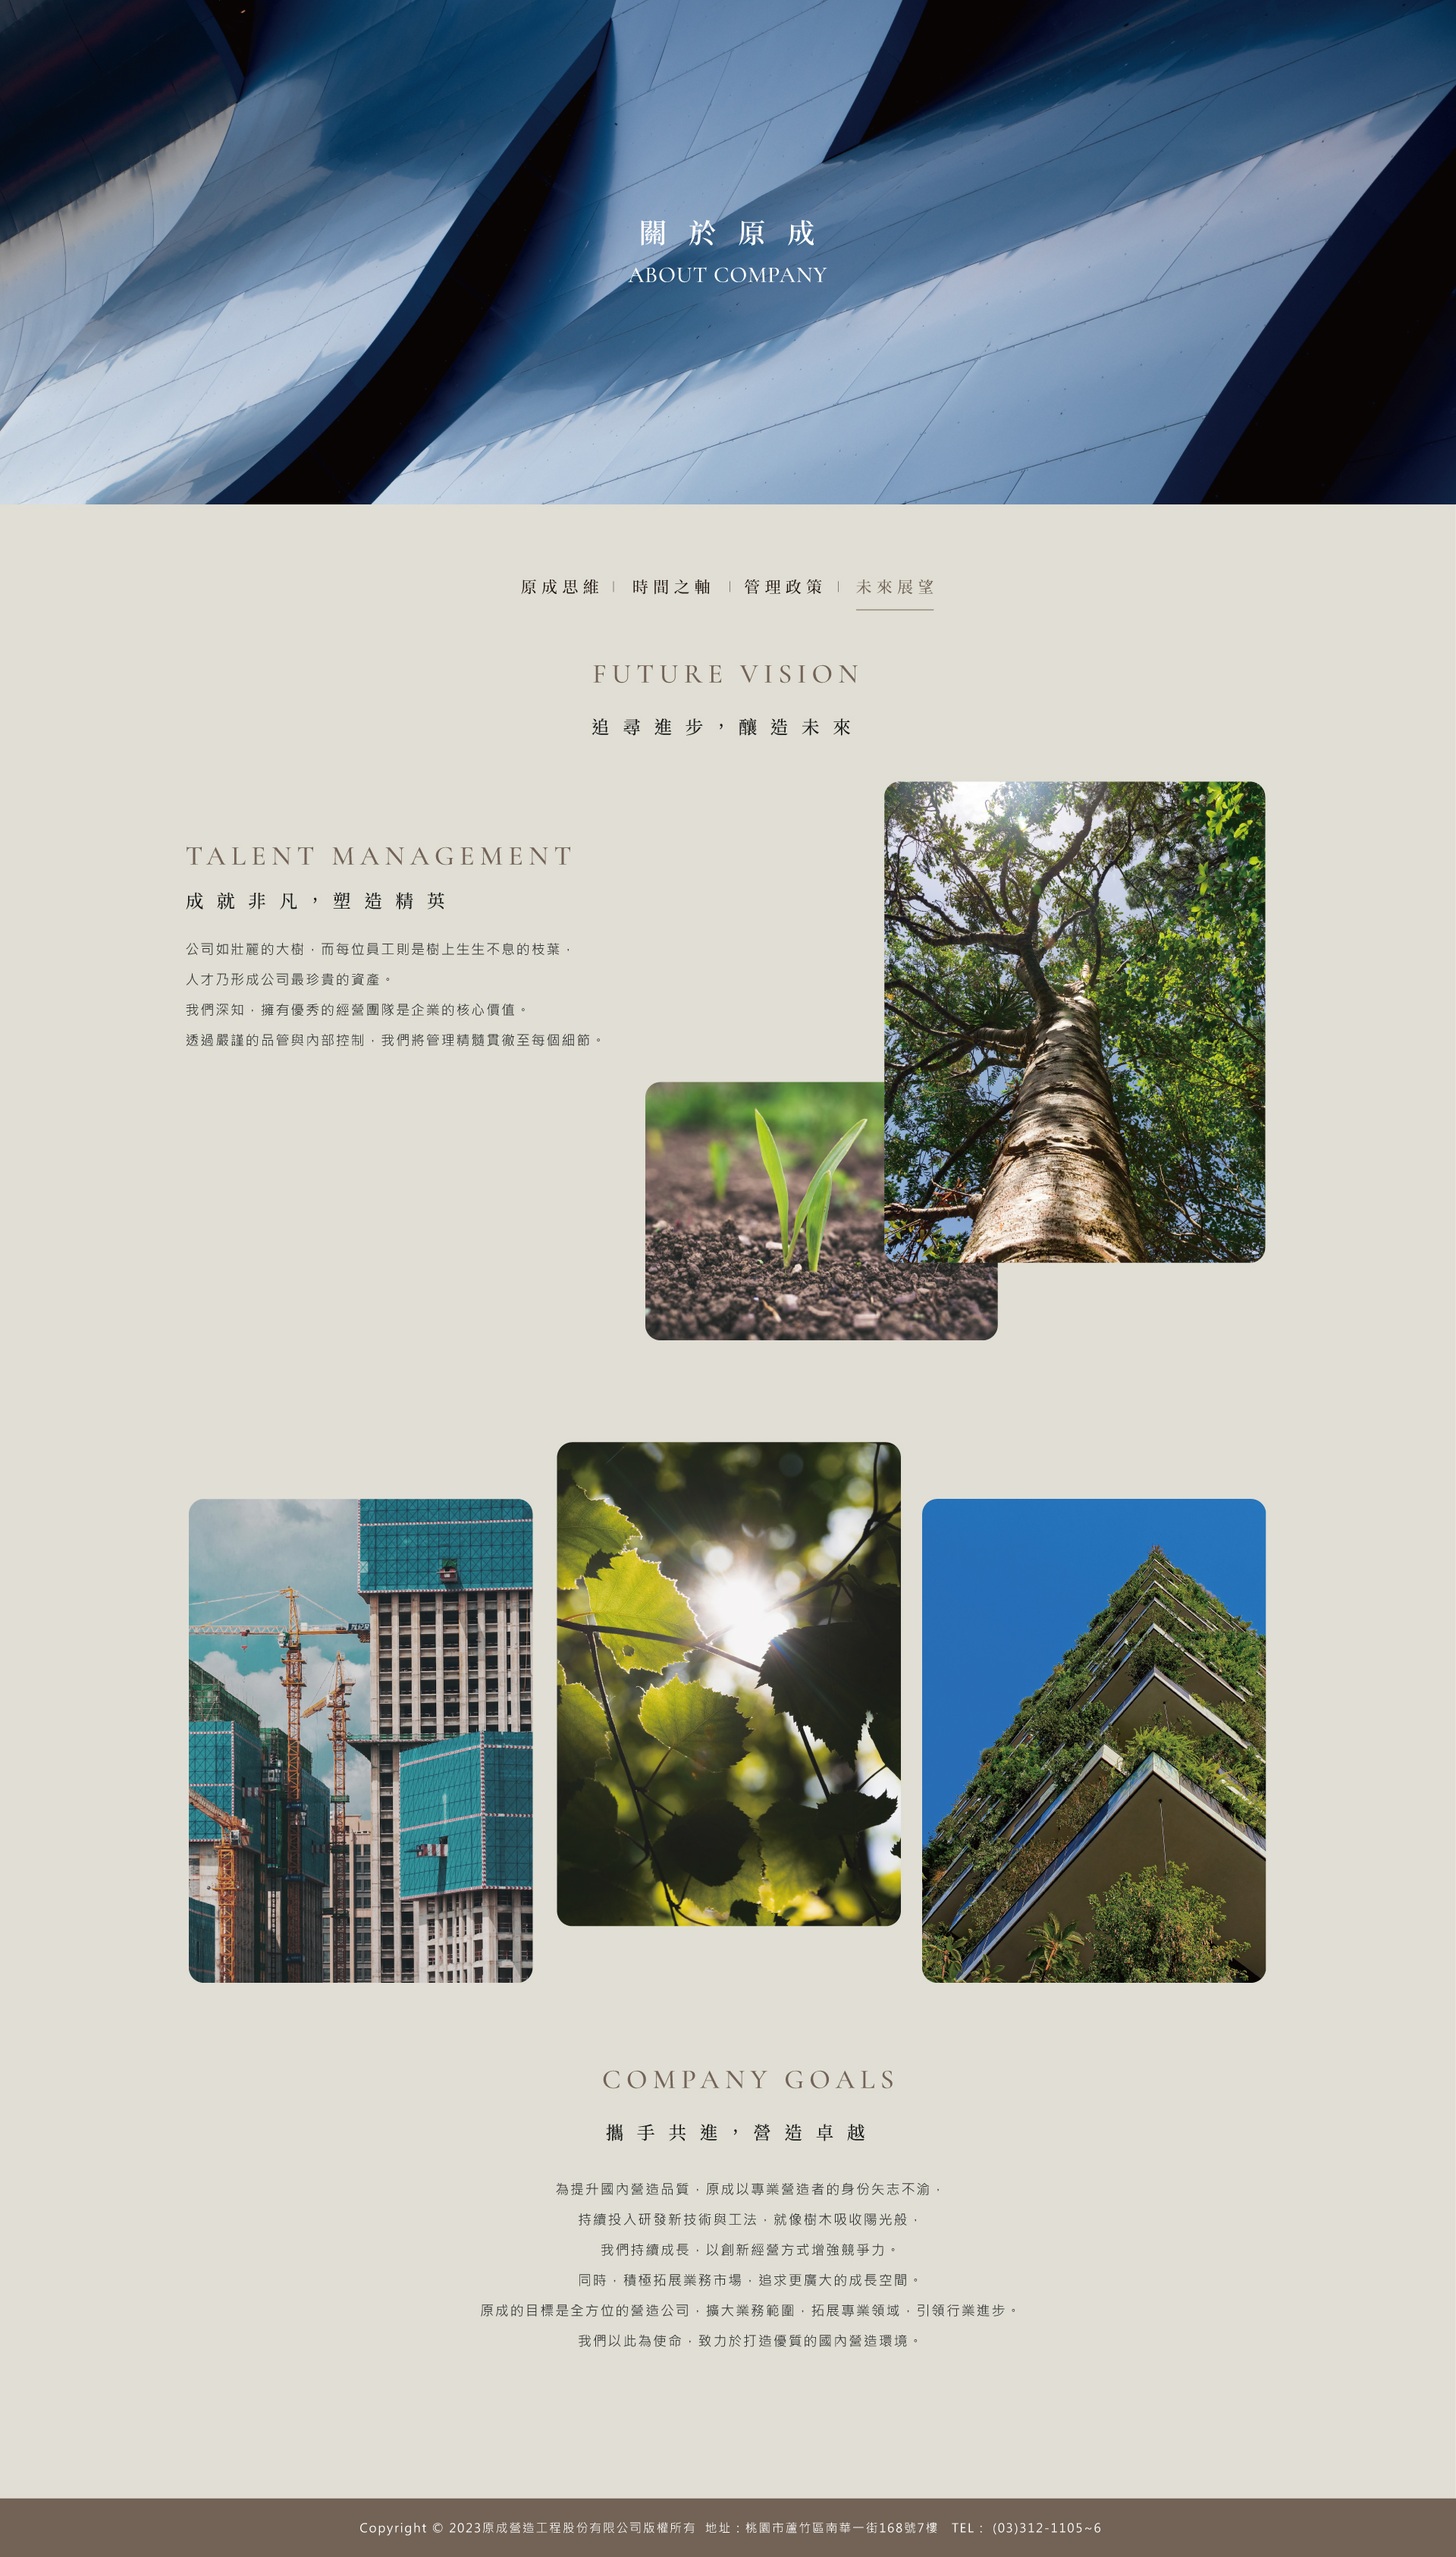 關於原成
ABOUT COMPANY
原成思維 | 時間之軸 | 管理政策 | 未來展望
FUTURE VISION
追尋進步，釀造未來
TALENT MANAGEMENT
成就非凡，塑造精英
公司如壯麗的大樹，而每位員工則是樹上生生不息的枝葉，
人才乃形成公司最珍貴的資產。
我們深知，擁有優秀的經營團隊是企業的核心價值。
透過嚴謹的品管與內部控制，我們將管理精髓貫徹至每個細節。
COMPANY GOALS
攜手共進，營造卓越
為提升國內營造品質，原成以專業營造者的身份矢志不渝，
持續投入研發新技術與工法，就像樹木吸收陽光般，
我們持續成長，以創新經營方式增強競爭力。
同時，積極拓展業務市場，追求更廣大的成長空間。
原成的目標是全方位的營造公司，擴大業務範圍，拓展專業領域，引領行業進步。
我們以此為使命，致力於打造優質的國內營造環境。
Copyright © 2023原成營造工程股份有限公司版權所有 地址：桃園市蘆竹區南華一街168號7樓 TEL： (03)312-1105~6